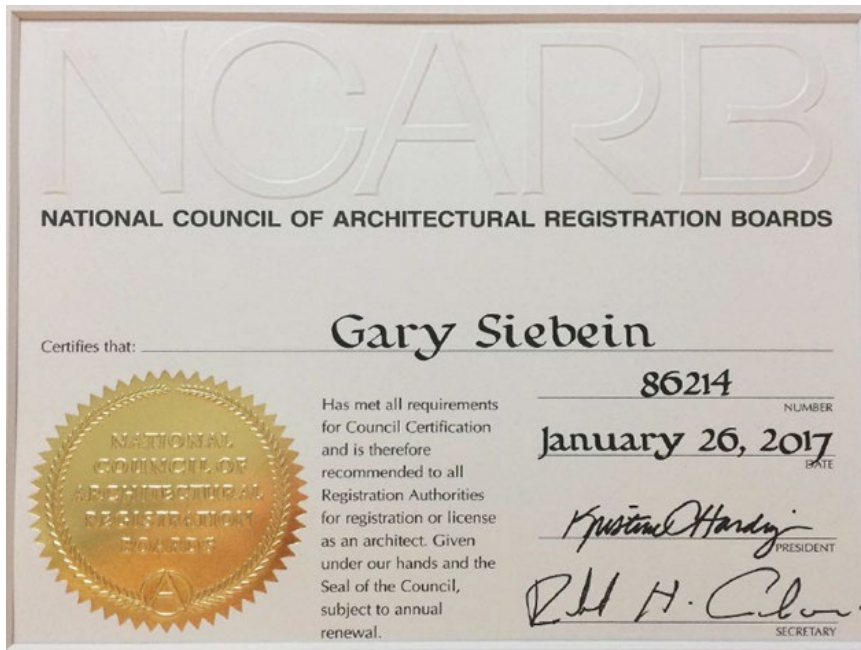 NCARB
NATIONAL COUNCIL OF ARCHITECTURAL REGISTRATION BOARDS
Certifies that: Gary Siebein
NATIONAL
COUNCIL OF
ARCHITECTURAL
REGISTRATION
BOARDS
Has met all requirements
for Council Certification
and is therefore
recommended to all
Registration Authorities
for registration or license
as an architect. Given
under our hands and the
Seal of the Council,
subject to annual
renewal.
86214
NUMBER
January 26, 2017
DATE
PRESIDENT
SECRETARY